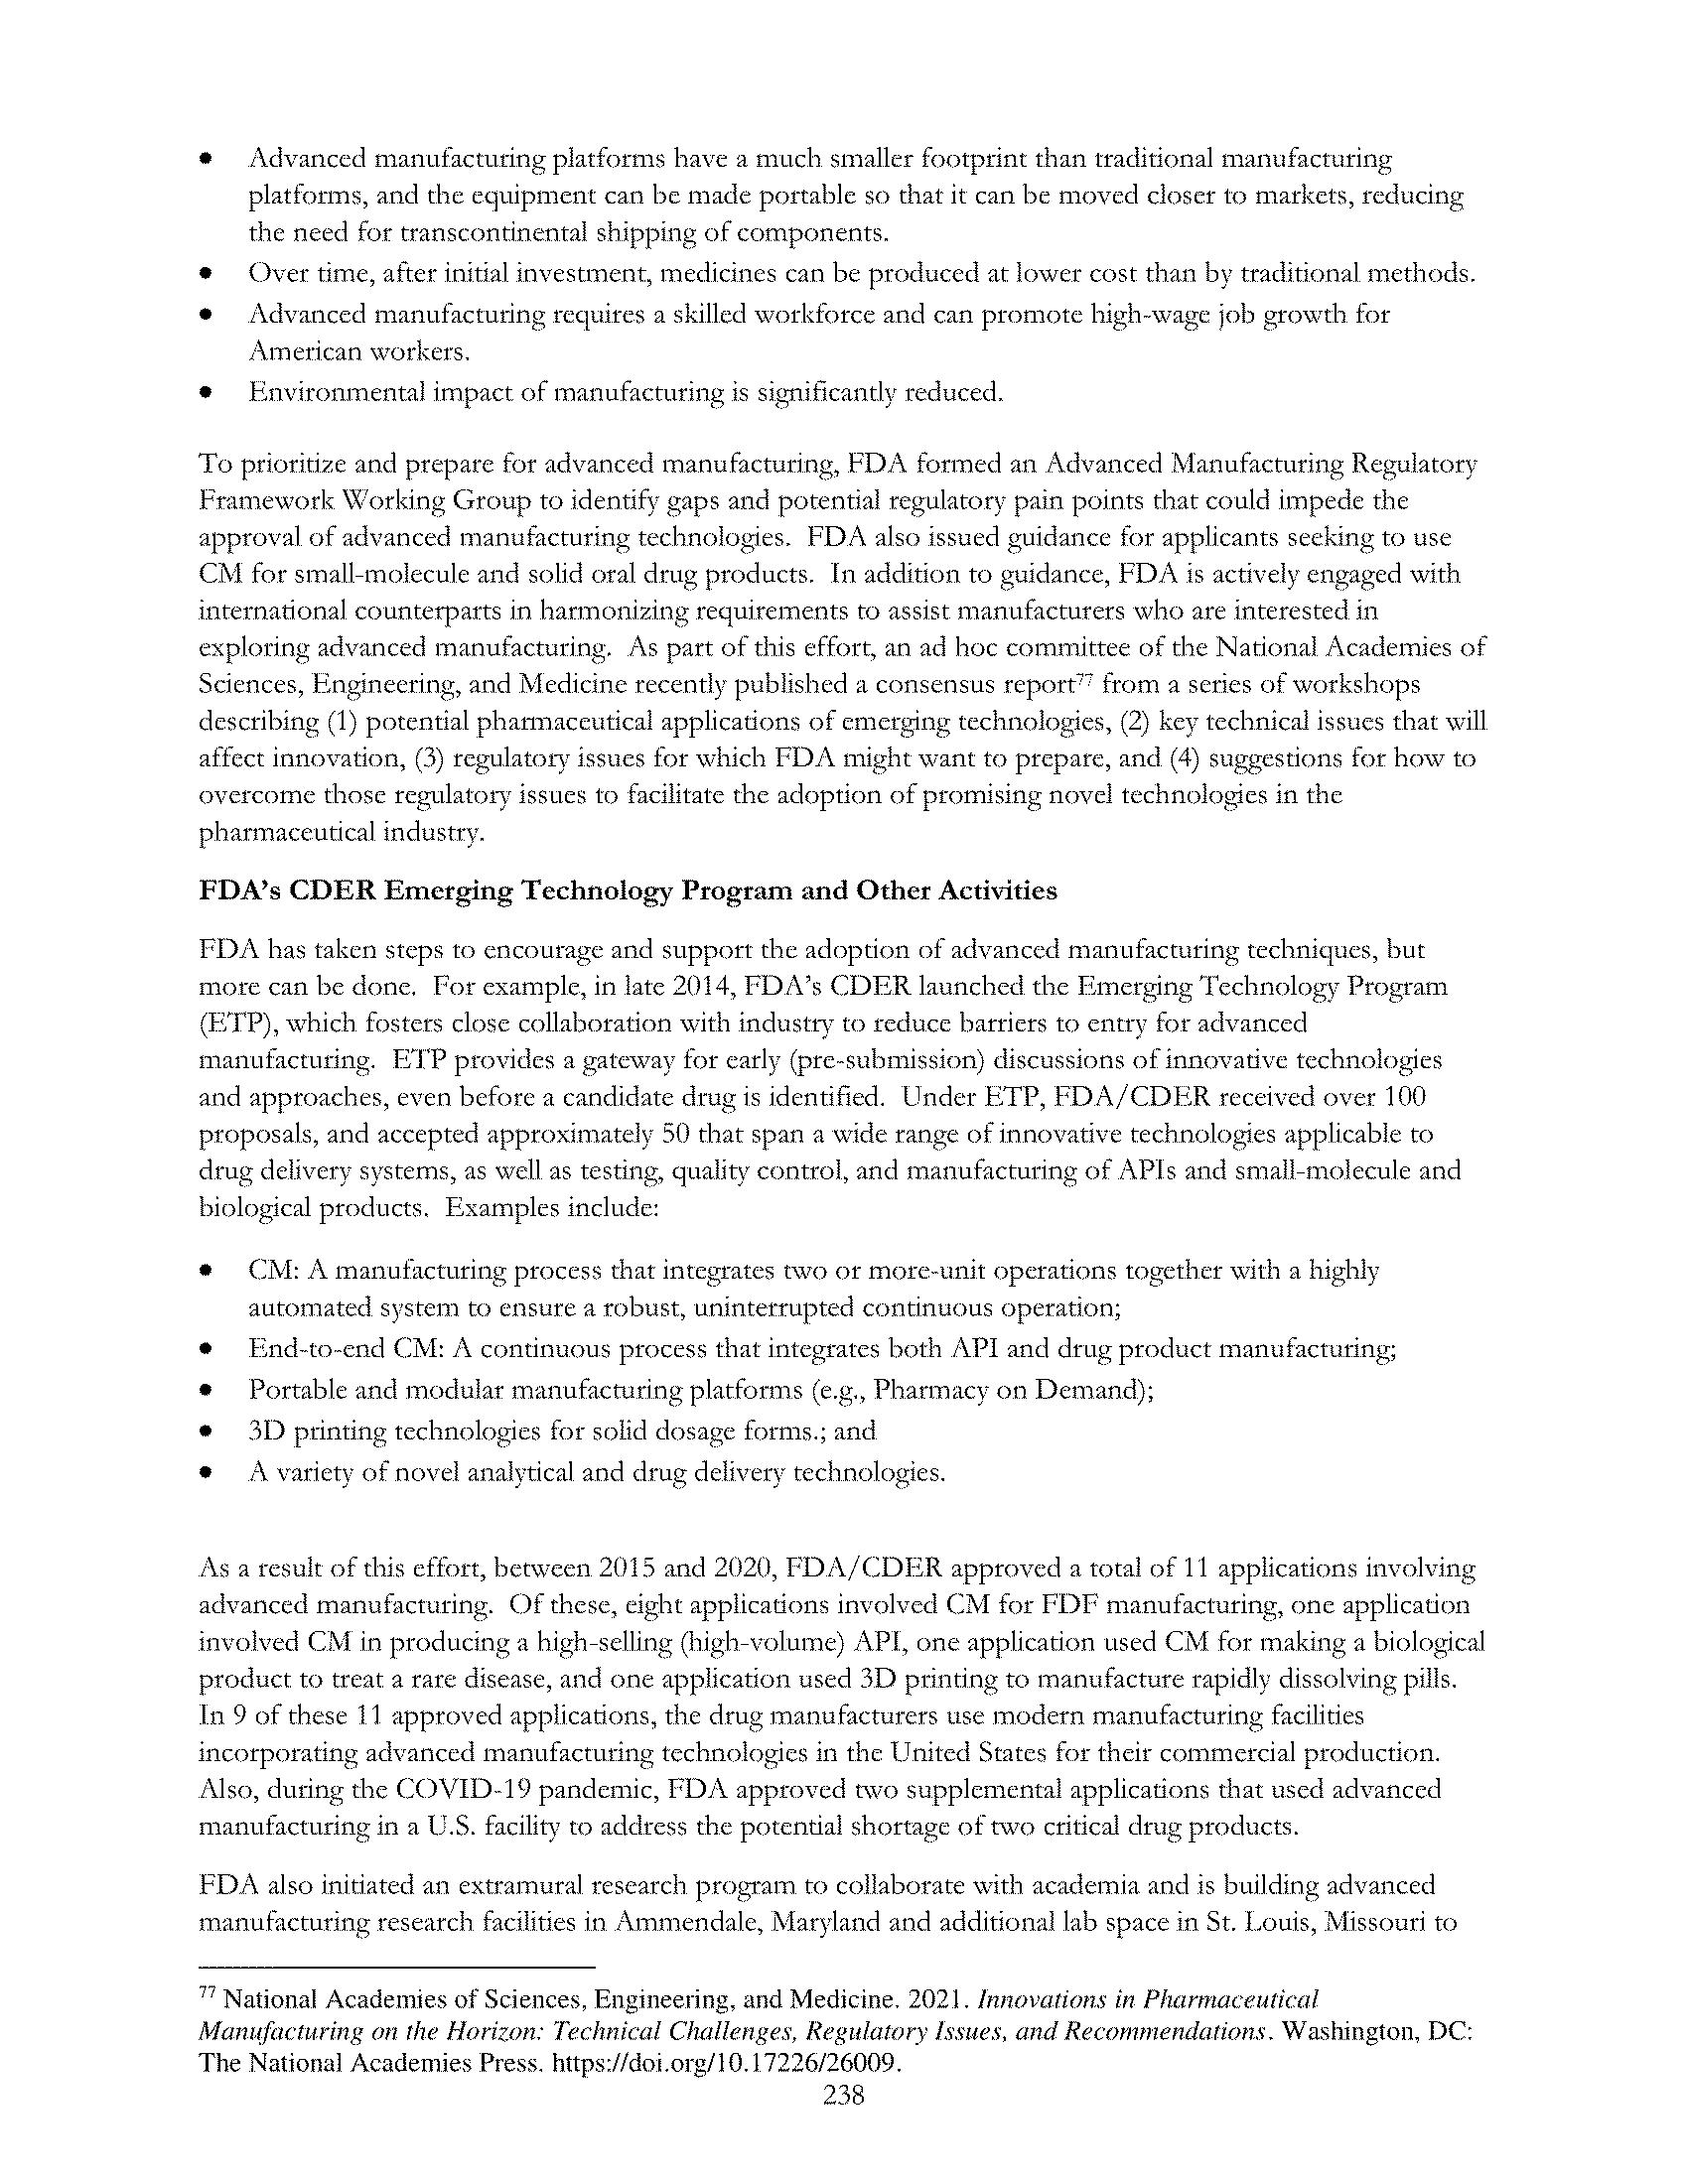 • Advanced manufacturing platforms have a much smaller footprint than traditional manufacturing
platforms, and the equipment can be made portable so that it can be moved closer to markets, reducing
the need for transcontinental shipping of components.
• Over time, after initial investment, medicines can be produced at lower cost than by traditional methods.
• Advanced manufacturing requires a skilled workforce and can promote high-wage job growth for
American workers.
• Environmental impact of manufacturing is significantly reduced.
To prioritize and prepare for advanced manufacturing, FDA formed an Advanced Manufacturing Regulatory
Framework Working Group to identify gaps and potential regulatory pain points that could impede the
approval of advanced manufacturing technologies. FDA also issued guidance for applicants seeking to use
CM for small-molecule and solid oral drug products. In addition to guidance, FDA is actively engaged with
international counterparts in harmonizing requirements to assist manufacturers who are interested in
exploring advanced manufacturing. As part of this effort, an ad hoc committee of the National Academies of
Sciences, Engineering, and Medicine recently published a consensus report77 from a series of workshops
describing (1) potential pharmaceutical applications of emerging technologies, (2) key technical issues that will
affect innovation, (3) regulatory issues for which FDA might want to prepare, and (4) suggestions for how to
overcome those regulatory issues to facilitate the adoption of promising novel technologies in the
pharmaceutical industry.
FDA's CDER Emerging Technology Program and Other Activities
FDA has taken steps to encourage and support the adoption of advanced manufacturing techniques, but
more can be done. For example, in late 2014, FDA's CDER launched the Emerging Technology Program
(ETP), which fosters close collaboration with industry to reduce barriers to entry for advanced
manufacturing. ETP provides a gateway for early (pre-submission) discussions of innovative technologies
and approaches, even before a candidate drug is identified. Under ETP, FDA/CDER received over 100
proposals, and accepted approximately 50 that span a wide range of innovative technologies applicable to
drug delivery systems, as well as testing, quality control, and manufacturing of APIs and small-molecule and
biological products. Examples include:
• CM: A manufacturing process that integrates two or more-unit operations together with a highly
automated system to ensure a robust, uninterrupted continuous operation;
• End-to-end CM: A continuous process that integrates both API and drug product manufacturing;
• Portable and modular manufacturing platforms (e.g., Pharmacy on Demand);
• 3D printing technologies for solid dosage forms.; and
• A variety of novel analytical and drug delivery technologies.
As a result of this effort, between 2015 and 2020, FDA/CDER approved a total of 11 applications involving
advanced manufacturing. Of these, eight applications involved CM for FDF manufacturing, one application
involved CM in producing a high-selling (high-volume) API, one application used CM for making a biological
product to treat a rare disease, and one application used 3D printing to manufacture rapidly dissolving pills.
In 9 of these 11 approved applications, the drug manufacturers use modern manufacturing facilities
incorporating advanced manufacturing technologies in the United States for their commercial production.
Also, during the COVID-19 pandemic, FDA approved two supplemental applications that used advanced
manufacturing in a U.S. facility to address the potential shortage of two critical drug products.
FDA also initiated an extramural research program to collaborate with academia and is building advanced
manufacturing research facilities in Ammendale, Maryland and additional lab space in St. Louis, Missouri to
77 National Academies of Sciences, Engineering, and Medicine. 2021. Innovations in Pharmaceutical
Manufacturing on the Horizon: Technical Challenges, Regulatory Issues, and Recommendations. Washington, DC:
The National Academies Press. https://doi.org/10.17226/26009.
238